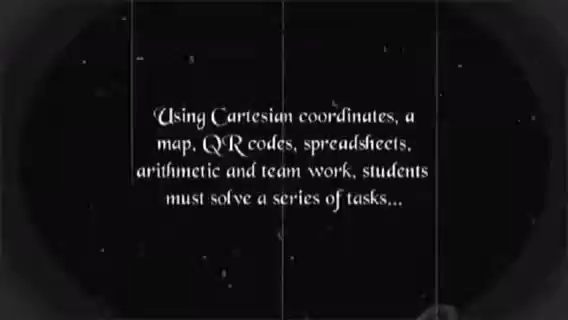 Using Cartesian coordinates, a
map, QR codes, spreadsheets,
arithmetic and team work, students
must solve a series of tasks...